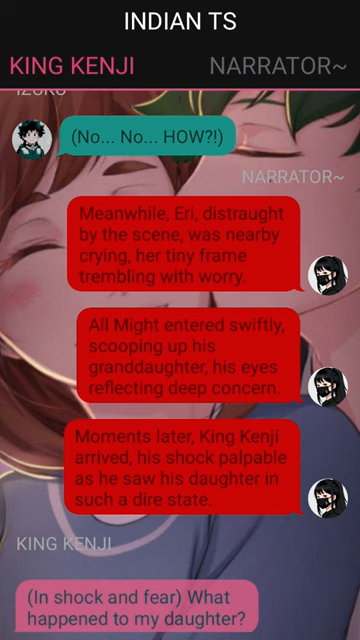 INDIAN TS
KING KENJI
NARRATOR~
IZUKU
(No... No... HOW?!)
NARRATOR~
Meanwhile, Eri, distraught
by the scene, was nearby
crying, her tiny frame
trembling with worry.
All Might entered swiftly,
scooping up his
granddaughter, his eyes
reflecting deep concern.
Moments later, King Kenji
arrived, his shock palpable
as he saw his daughter in
such a dire state.
KING KENJI
(In shock and fear) What
happened to my daughter?